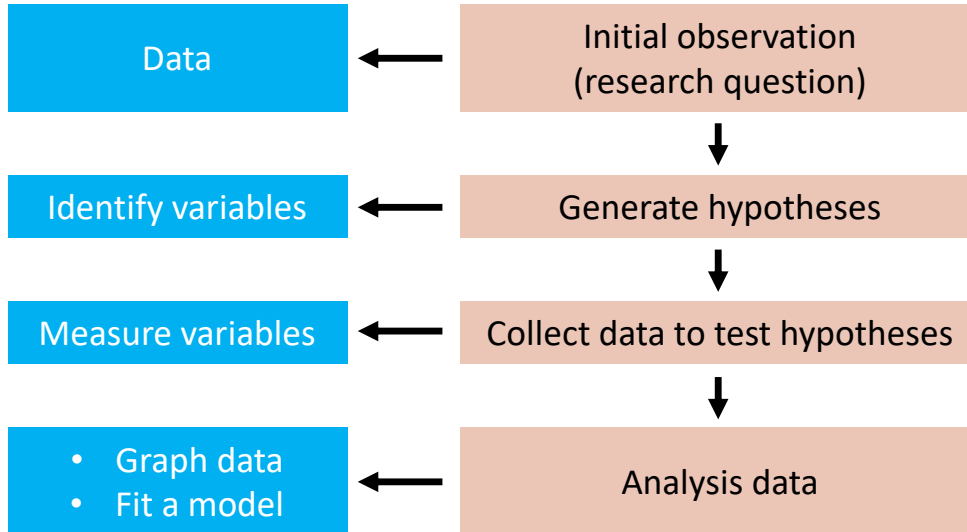 Data
Initial observation
(research question)
Identify variables
Generate hypotheses
Measure variables
Collect data to test hypotheses
• Graph data
• Fit a model
Analysis data